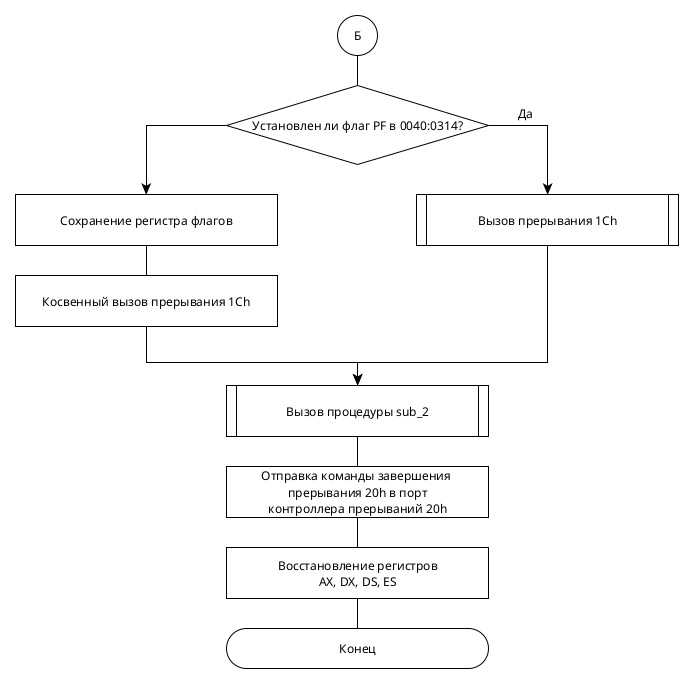 Б
Установлен ли флаг PF в 0040:0314?
Да
Сохранение регистра флагов
Вызов прерывания 1Ch
Косвенный вызов прерывания 1Ch
Вызов процедуры sub_2
Отправка команды завершения
прерывания 20h в порт
контроллера прерываний 20h
Восстановление регистров
AX, DX, DS, ES
Конец